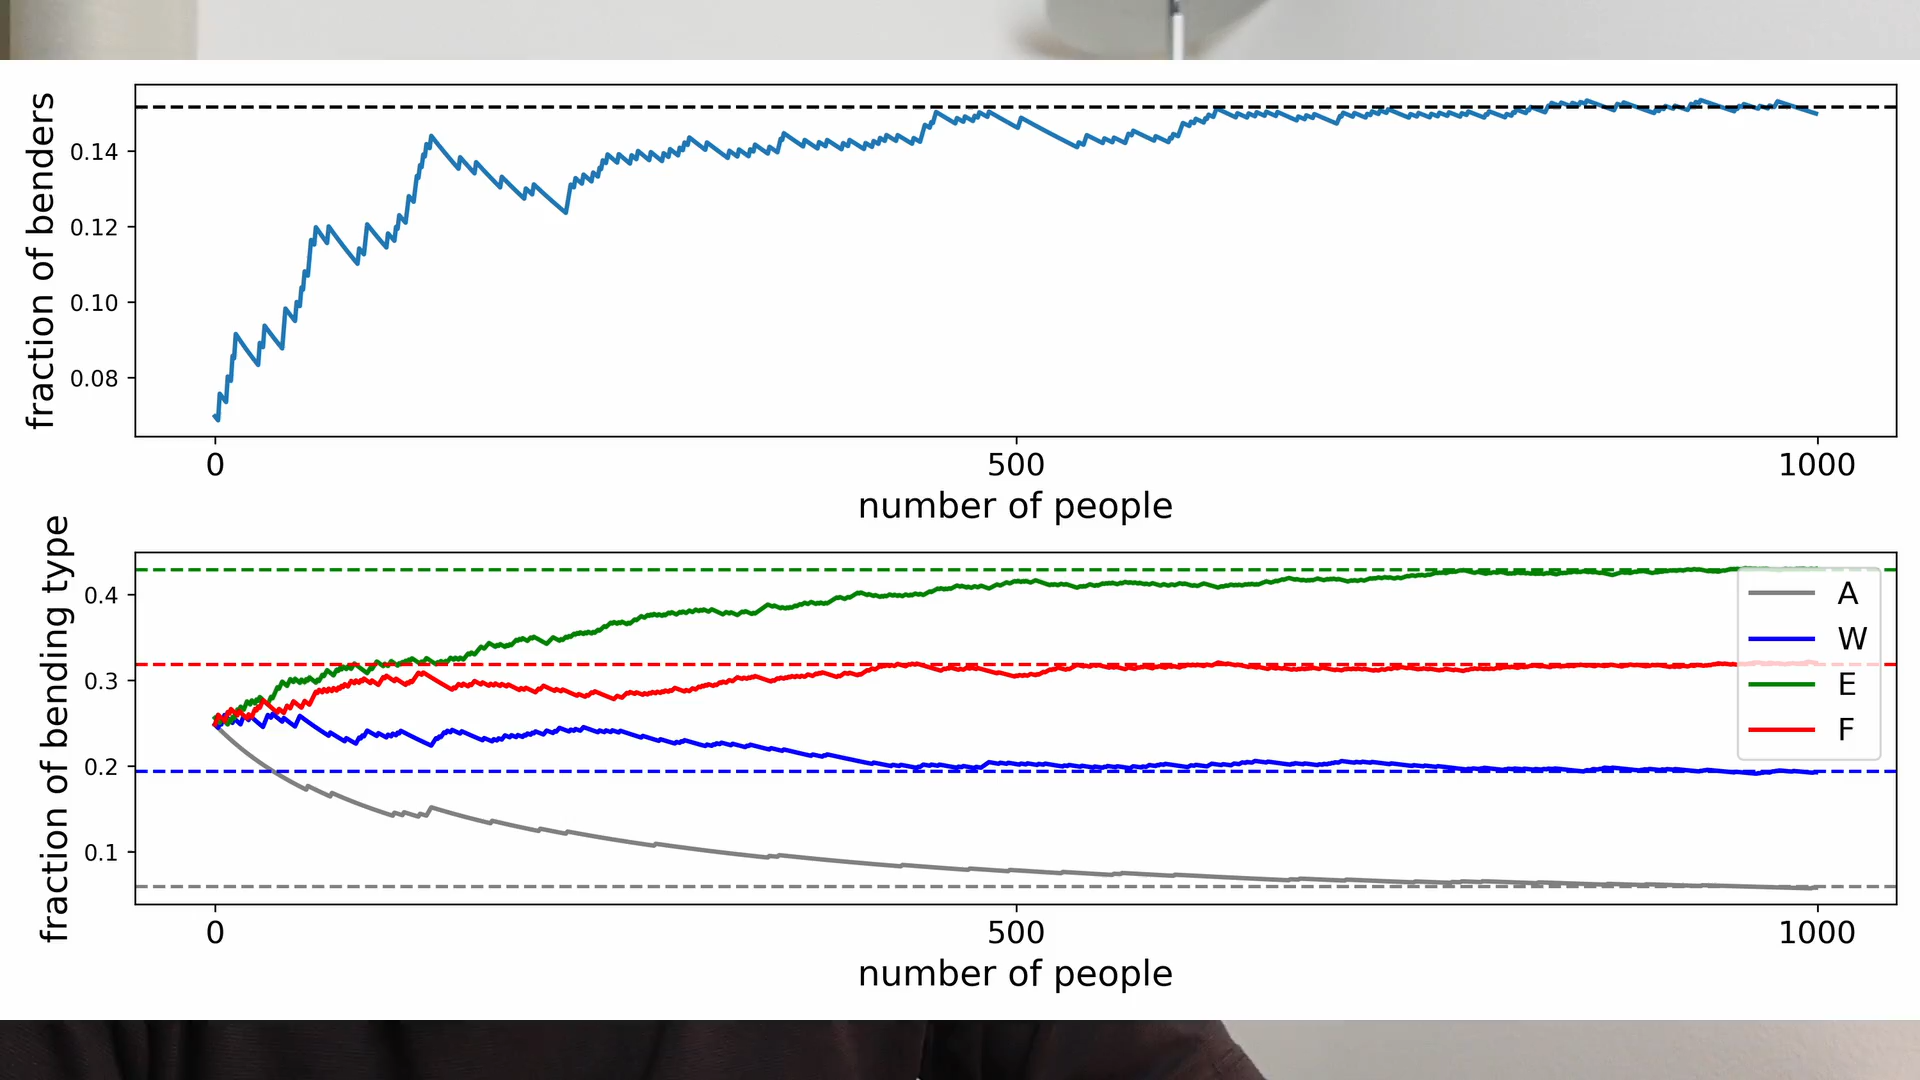 fraction of benders
0.14
0.12
0.10
0.08
0
500
1000
number of people
fraction of bending type
0.4
0.3
0.2
0.1
A
W
E
F
0
500
1000
number of people